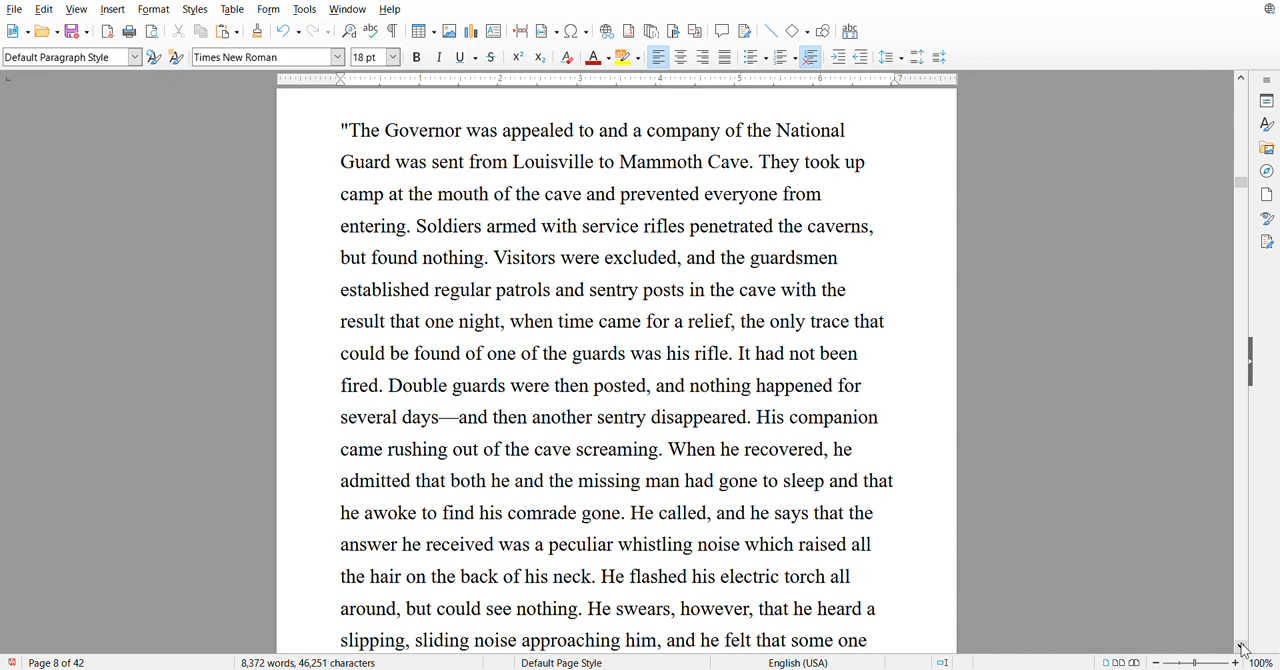 File Edit View Insert Format Styles Table Form Tools Window Help
Default Paragraph Style Times New Roman 18 pt
"The Governor was appealed to and a company of the National
Guard was sent from Louisville to Mammoth Cave. They took up
camp at the mouth of the cave and prevented everyone from
entering. Soldiers armed with service rifles penetrated the caverns,
but found nothing. Visitors were excluded, and the guardsmen
established regular patrols and sentry posts in the cave with the
result that one night, when time came for a relief, the only trace that
could be found of one of the guards was his rifle. It had not been
fired. Double guards were then posted, and nothing happened for
several days—and then another sentry disappeared. His companion
came rushing out of the cave screaming. When he recovered, he
admitted that both he and the missing man had gone to sleep and that
he awoke to find his comrade gone. He called, and he says that the
answer he received was a peculiar whistling noise which raised all
the hair on the back of his neck. He flashed his electric torch all
around, but could see nothing. He swears, however, that he heard a
slipping, sliding noise approaching him, and he felt that some one
Page 8 of 42 8,372 words, 46,251 characters Default Page Style English (USA) 100%